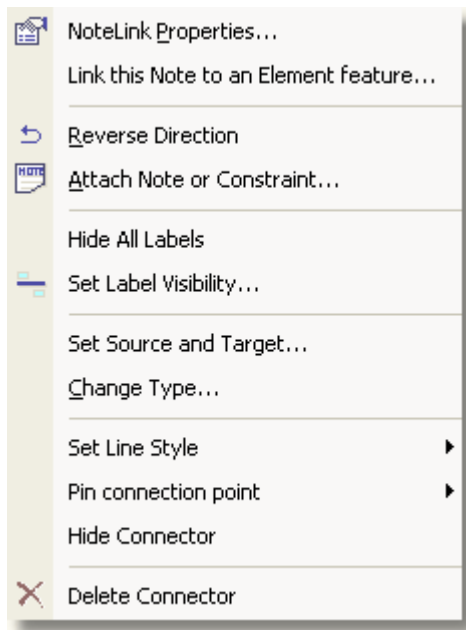 NoteLink Properties...
Link this Note to an Element feature...
Reverse Direction
NOTE
Attach Note or Constraint...
Hide All Labels
Set Label Visibility...
Set Source and Target...
Change Type...
Set Line Style
Pin connection point
Hide Connector
Delete Connector